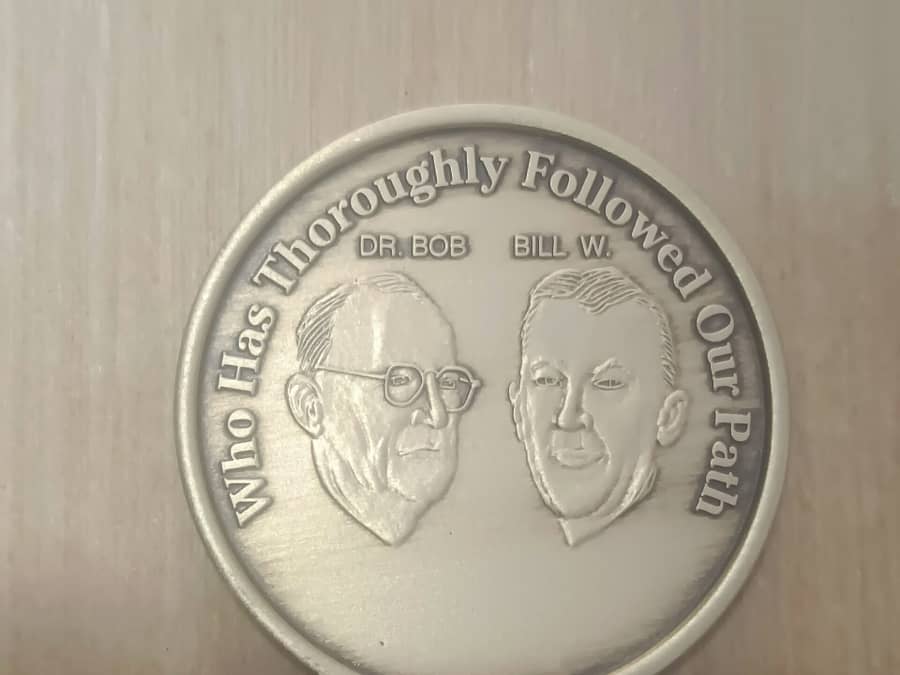 Who Has Thoroughly Followed Our Path
DR. BOB BILL W.